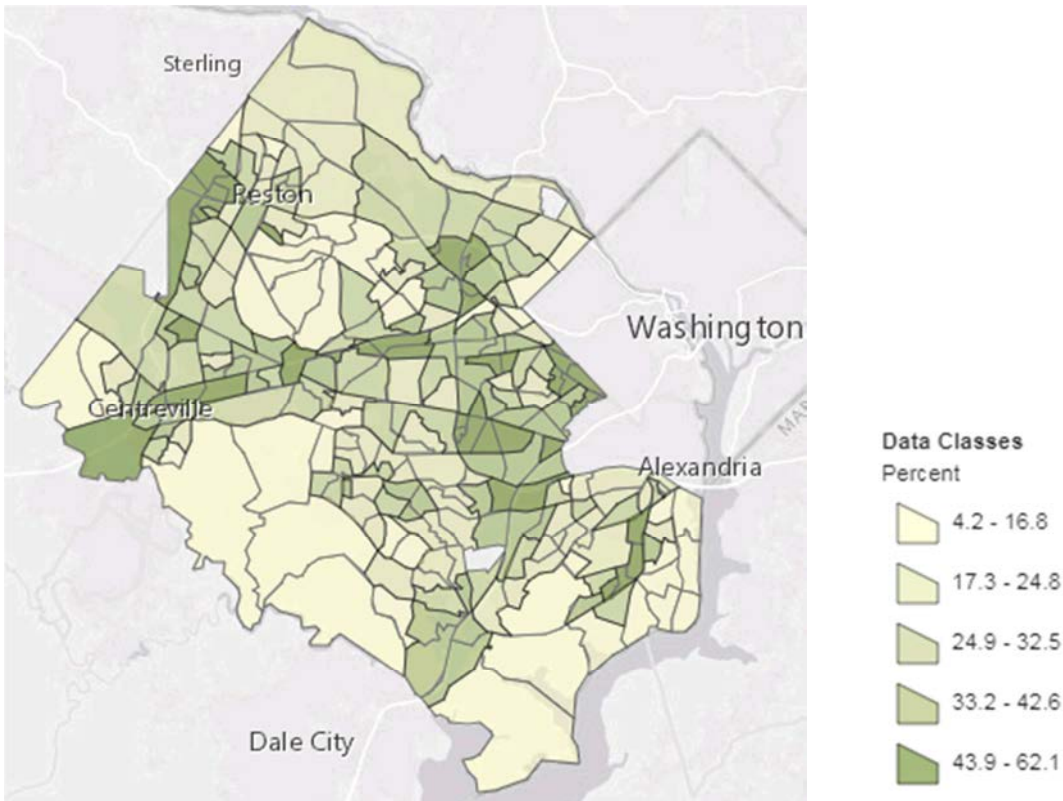 Sterling
Reston
Washington
Centreville
MAR
Alexandria
Dale City
Data Classes
Percent
4.2 - 16.8
17.3 - 24.8
24.9 - 32.5
33.2 - 42.6
43.9 - 62.1